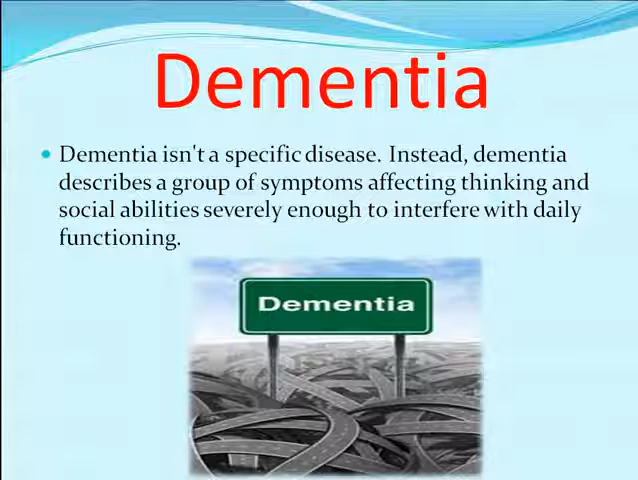 Dementia
Dementia isn't a specific disease. Instead, dementia
describes a group of symptoms affecting thinking and
social abilities severely enough to interfere with daily
functioning.
Dementia